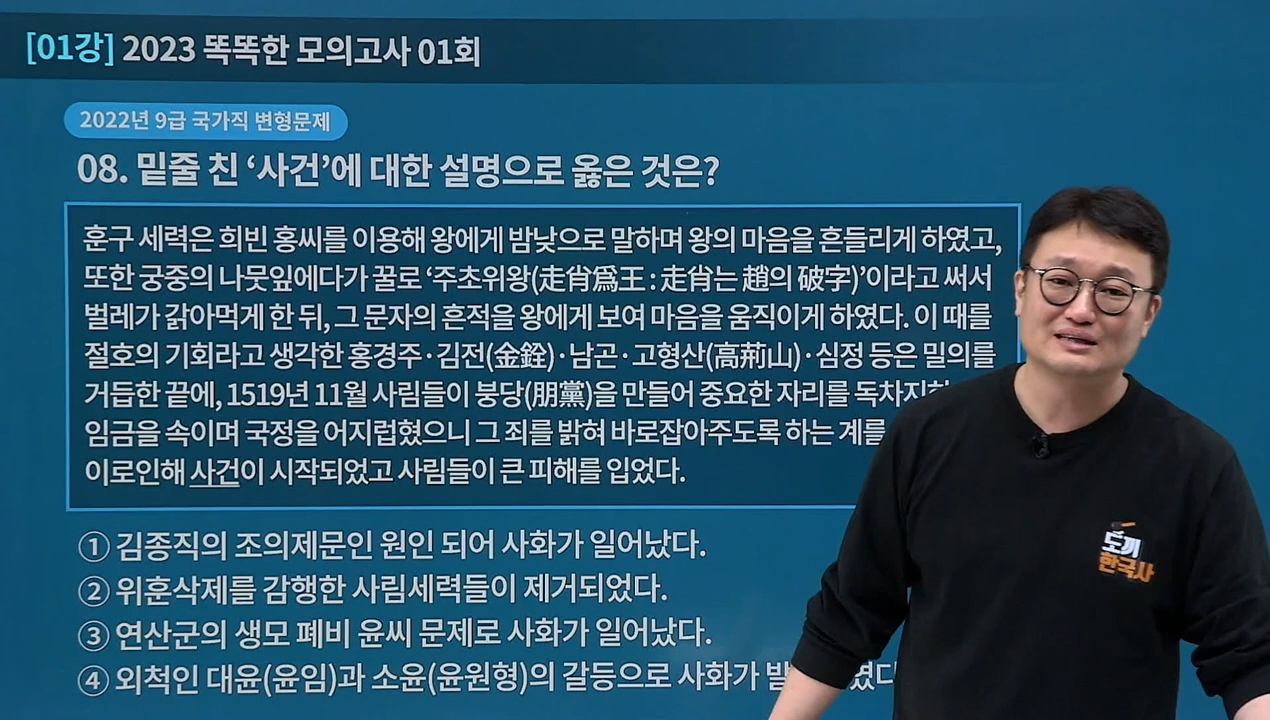 [01강] 2023 똑똑한 모의고사 01회
2022년 9급 국가직 변형문제
08. 밑줄 친 ‘사건’에 대한 설명으로 옳은 것은?
훈구 세력은 희빈 홍씨를 이용해 왕에게 밤낮으로 말하며 왕의 마음을 흔들리게 하였고,
또한 궁중의 나뭇잎에다가 꿀로 ‘주초위왕(走肖爲王 : 走肖는 趙의 破字)’이라고 써서
벌레가 갉아먹게 한 뒤, 그 문자의 흔적을 왕에게 보여 마음을 움직이게 하였다. 이 때를
절호의 기회라고 생각한 홍경주·김전(金銓)·남곤·고형산(高荊山)·심정 등은 밀의를
거듭한 끝에, 1519년 11월 사림들이 붕당(朋黨)을 만들어 중요한 자리를
임금을 속이며 국정을 어지럽혔으니 그 죄를 밝혀 바로잡아주도록 하는 계를
이로인해 사건이 시작되었고 사림들이 큰 피해를 입었다.
① 김종직의 조의제문인 원인 되어 사화가 일어났다.
② 위훈삭제를 감행한 사림세력들이 제거되었다.
③ 연산군의 생모 폐비 윤씨 문제로 사화가 일어났다.
④ 외척인 대윤(윤임)과 소윤(윤원형)의 갈등으로 사화가
도끼
한국사